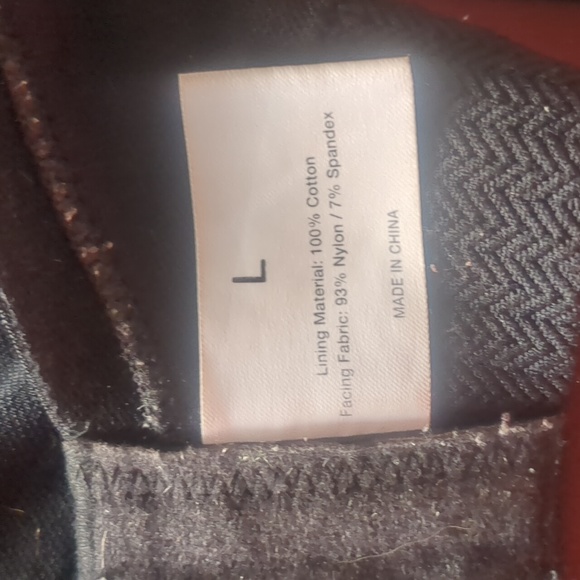 L
Lining Material: 100% Cotton
Facing Fabric: 93% Nylon / 7% Spandex
MADE IN CHINA